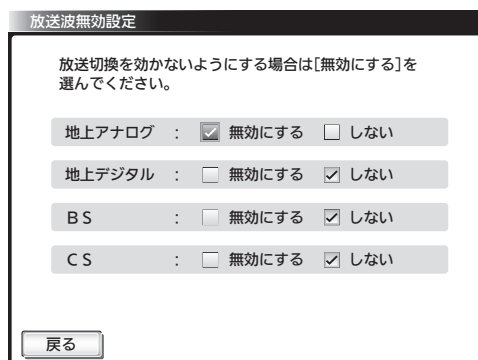 放送波無効設定
放送切換を効かないようにする場合は[無効にする]を
選んでください。
地上アナログ : 無効にする しない
地上デジタル : 無効にする しない
BS : 無効にする しない
CS : 無効にする しない
戻る